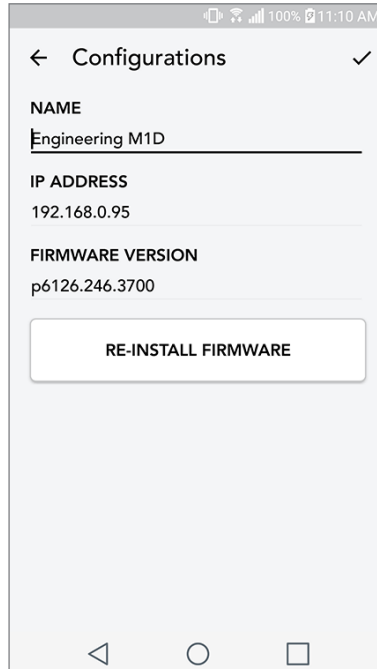 100% 11:10 AM
Configurations
NAME
Engineering M1D
IP ADDRESS
192.168.0.95
FIRMWARE VERSION
p6126.246.3700
RE-INSTALL FIRMWARE